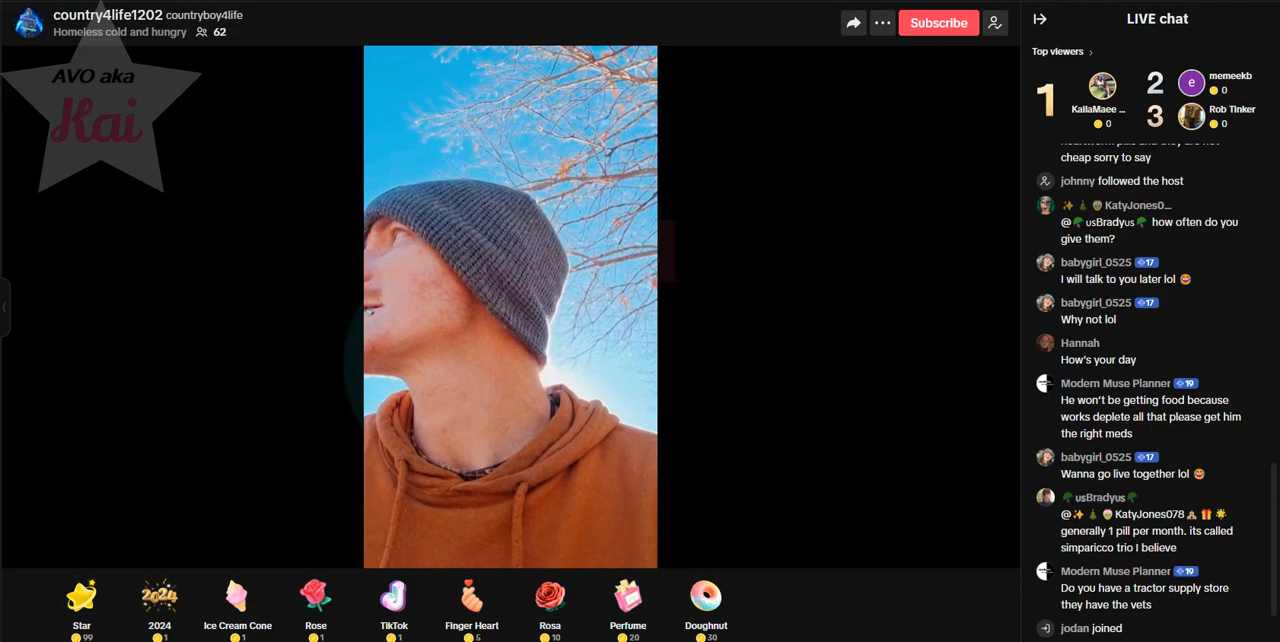 country4life1202 countryboy4life
Homeless cold and hungry 62
Subscribe
AVO aka
Kai
LIVE chat
Top viewers
1
KallaMaee ...
0
2
e
memeekb
0
3
Rob Tinker
0
cheap sorry to say
johnny followed the host
KatyJones0...
@🥦usBradyus🥦 how often do you
give them?
babygirl_0525 17
I will talk to you later lol 🤣
babygirl_0525 17
Why not lol
Hannah
How's your day
Modern Muse Planner 19
He won't be getting food because
works deplete all that please get him
the right meds
babygirl_0525 17
Wanna go live together lol 🤣
🥦usBradyus🥦
@✨🎄🤶KatyJones078🎁🌟
generally 1 pill per month. its called
simparicco trio I believe
Modern Muse Planner 19
Do you have a tractor supply store
they have the vets
jodan joined
Star
99
2024
2024
1
Ice Cream Cone
1
Rose
1
TikTok
1
Finger Heart
5
Rosa
10
Perfume
20
Doughnut
30